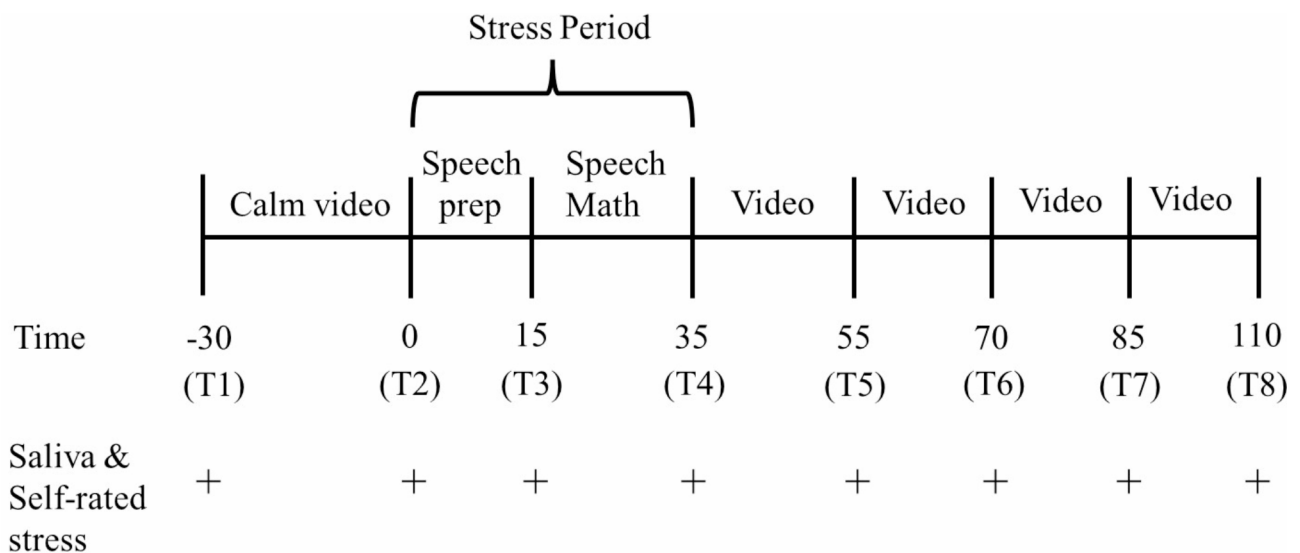 Stress Period
Speech Speech
Calm video prep Math Video Video Video Video
Time -30 0 15 35 55 70 85 110
(T1) (T2) (T3) (T4) (T5) (T6) (T7) (T8)
Saliva &
Self-rated + + + + + + + +
stress